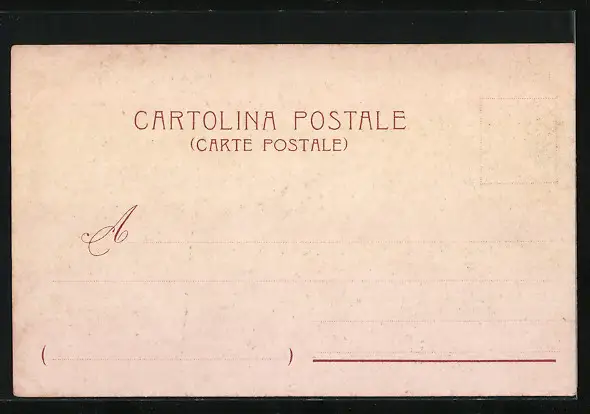 CARTOLINA POSTALE
(CARTE POSTALE)
A
( )